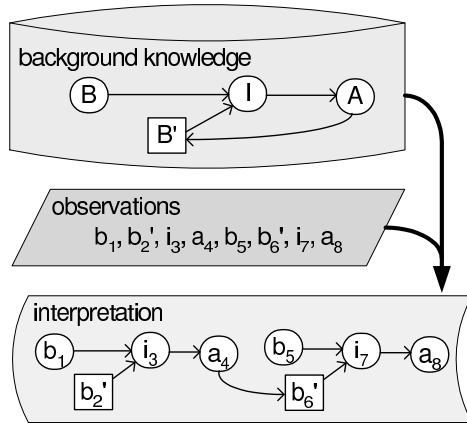 background knowledge
B I A
B'
observations
b₁, b₂', i₃, a₄, b₅, b₆', i₇, a₈
interpretation
b₁ i₃ a₄ b₅ i₇ a₈
b₂' b₆'